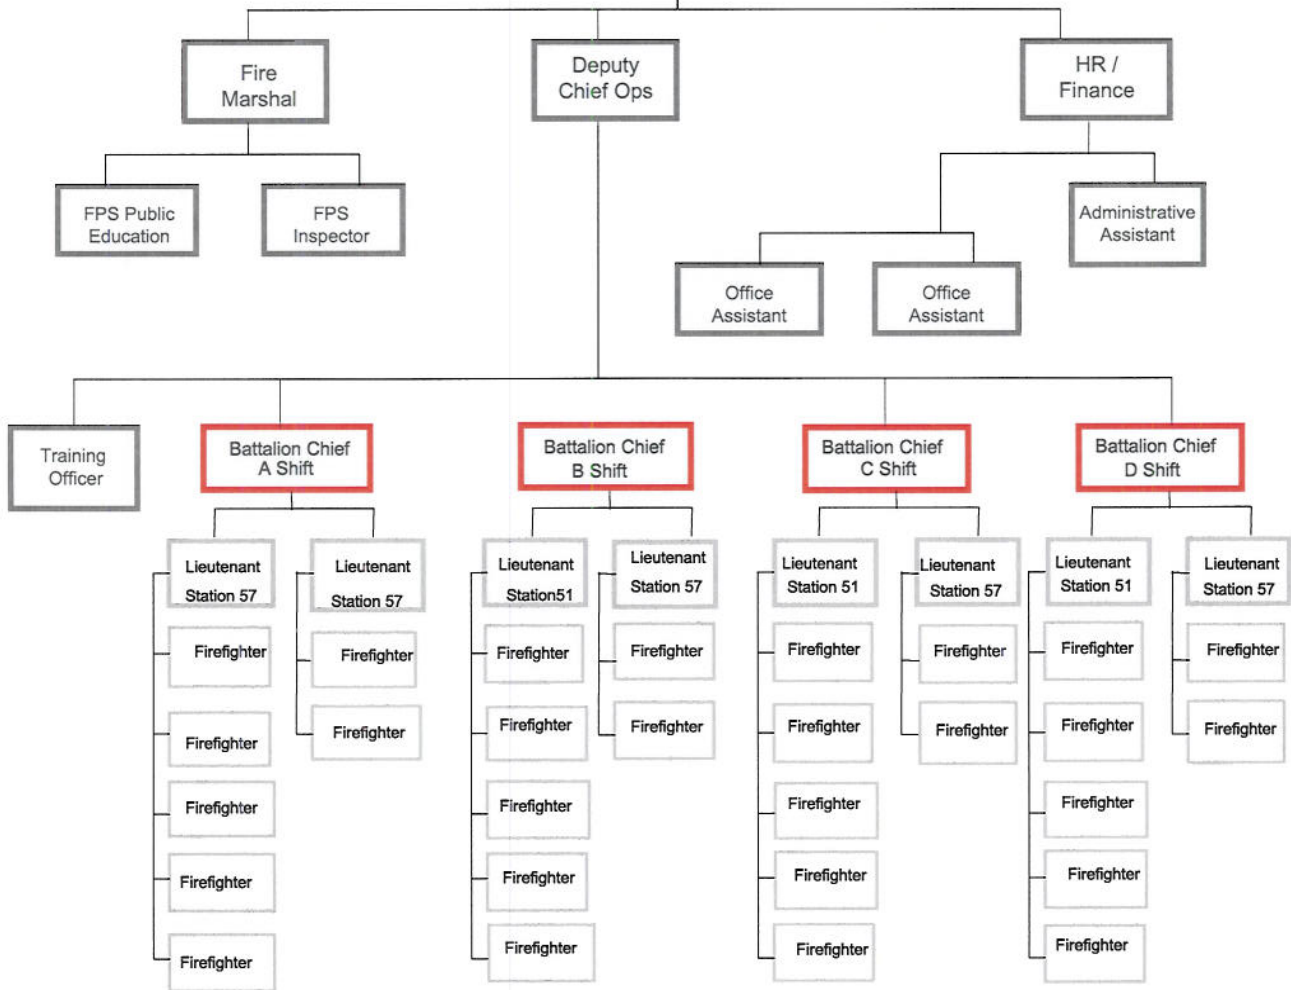 Fire
Marshal
Deputy
Chief Ops
HR /
Finance
FPS Public
Education
FPS
Inspector
Administrative
Assistant
Office
Assistant
Office
Assistant
Training
Officer
Battalion Chief
A Shift
Battalion Chief
B Shift
Battalion Chief
C Shift
Battalion Chief
D Shift
Lieutenant
Station 57
Firefighter
Firefighter
Firefighter
Firefighter
Firefighter
Lieutenant
Station 57
Firefighter
Firefighter
Lieutenant
Station51
Firefighter
Firefighter
Firefighter
Firefighter
Firefighter
Lieutenant
Station 57
Firefighter
Firefighter
Lieutenant
Station 51
Firefighter
Firefighter
Firefighter
Firefighter
Firefighter
Lieutenant
Station 57
Firefighter
Firefighter
Lieutenant
Station 51
Firefighter
Firefighter
Firefighter
Firefighter
Firefighter
Lieutenant
Station 57
Firefighter
Firefighter